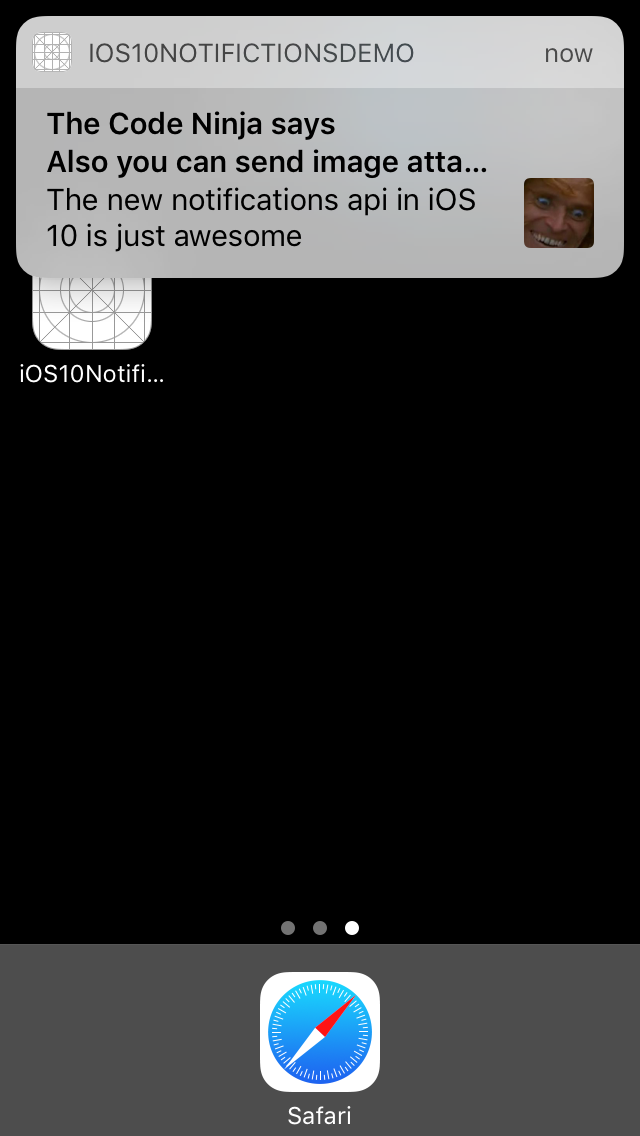 IOS10NOTIFICTIONSDEMO now
The Code Ninja says
Also you can send image atta...
The new notifications api in iOS
10 is just awesome
iOS10Notifi...
Safari